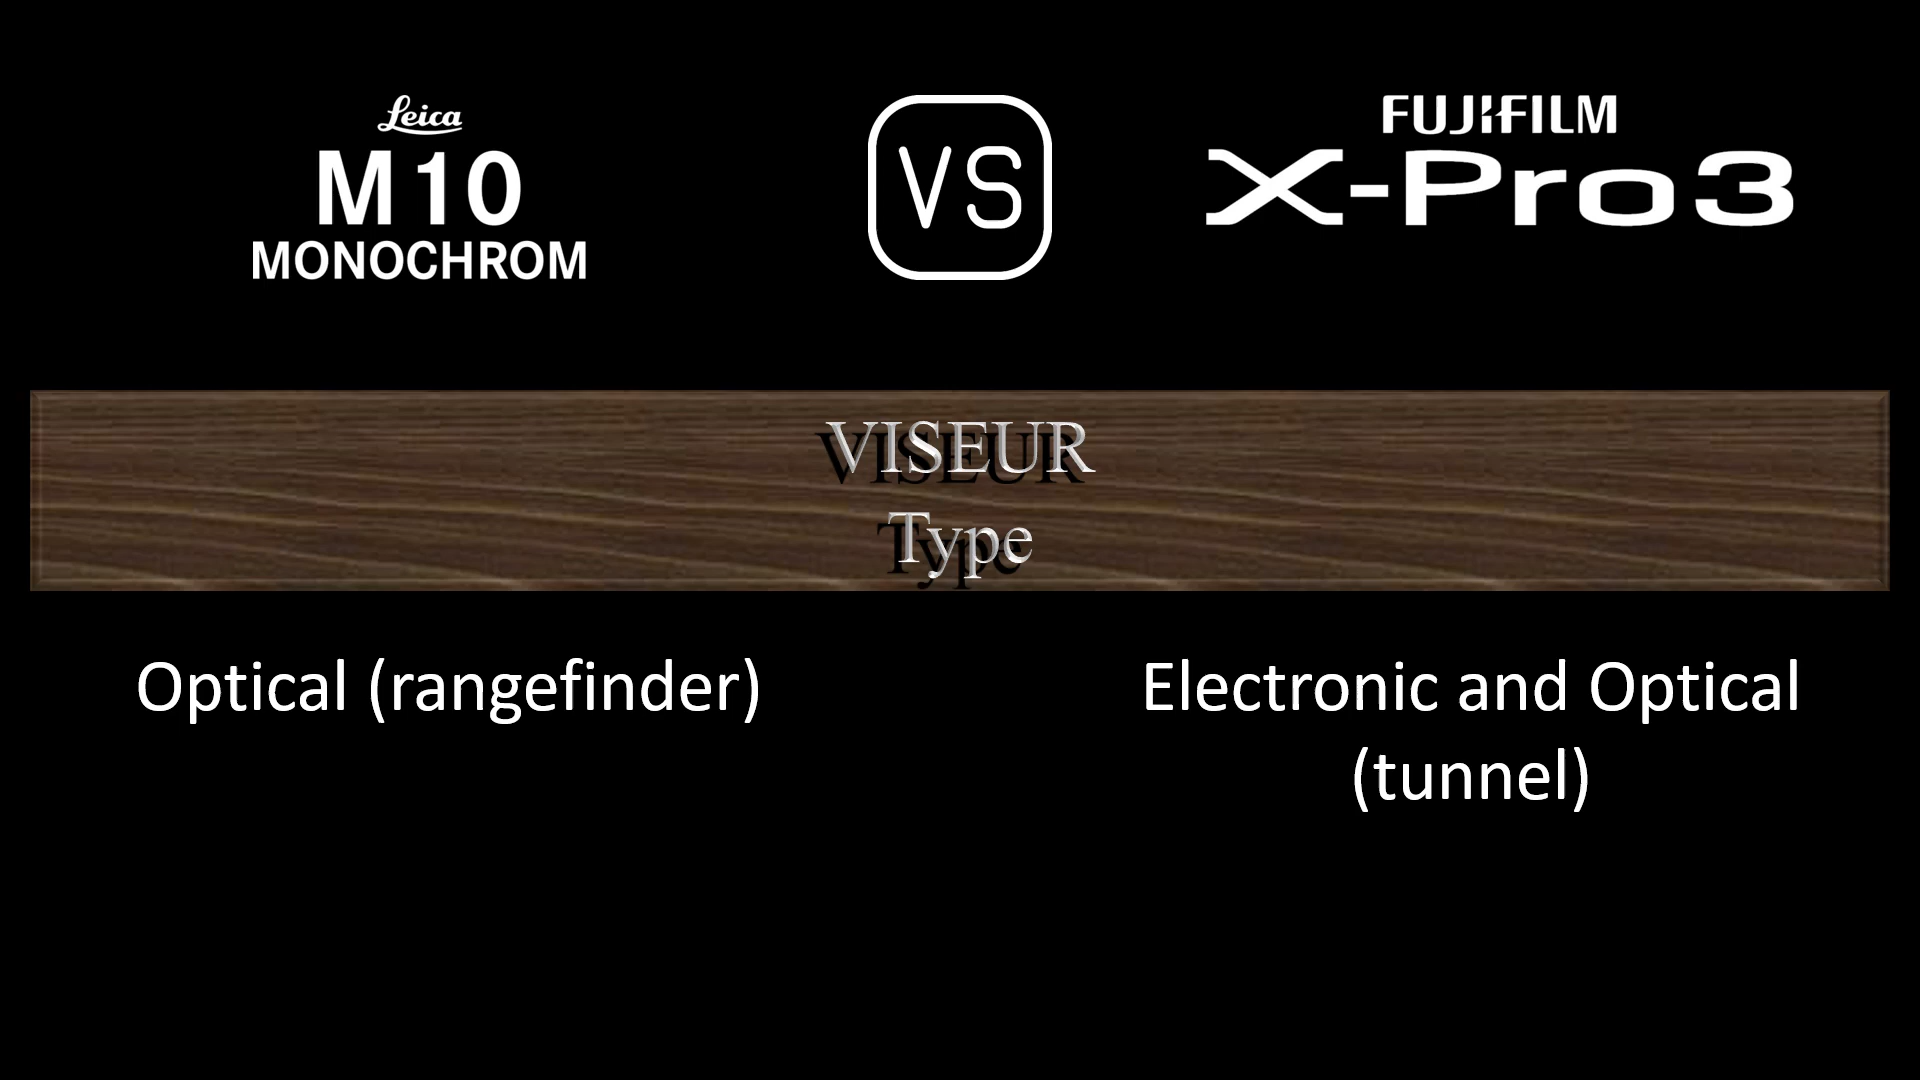 Leica
M10
MONOCHROM
VS
FUJIFILM
X-Pro3
VISEUR
Type
Optical (rangefinder)
Electronic and Optical
(tunnel)